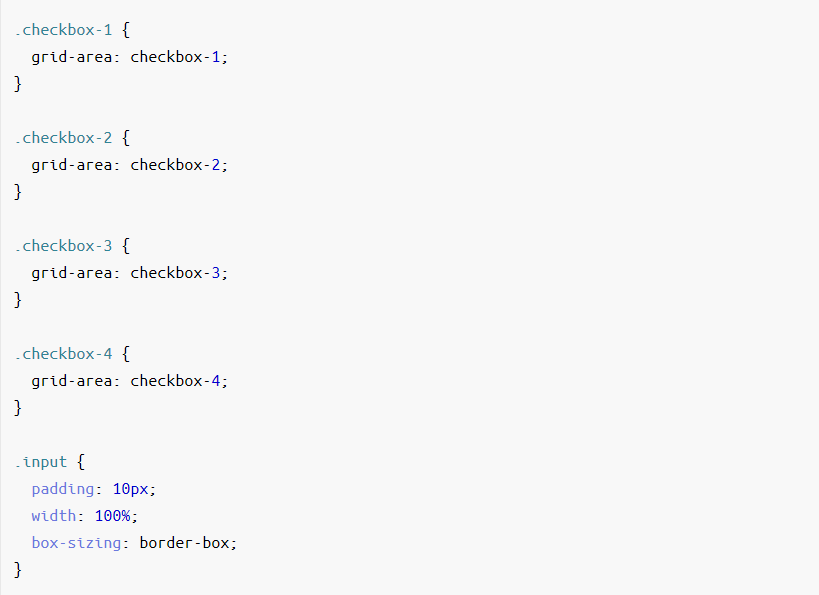 .checkbox-1 {
  grid-area: checkbox-1;
}

.checkbox-2 {
  grid-area: checkbox-2;
}

.checkbox-3 {
  grid-area: checkbox-3;
}

.checkbox-4 {
  grid-area: checkbox-4;
}

.input {
  padding: 10px;
  width: 100%;
  box-sizing: border-box;
}